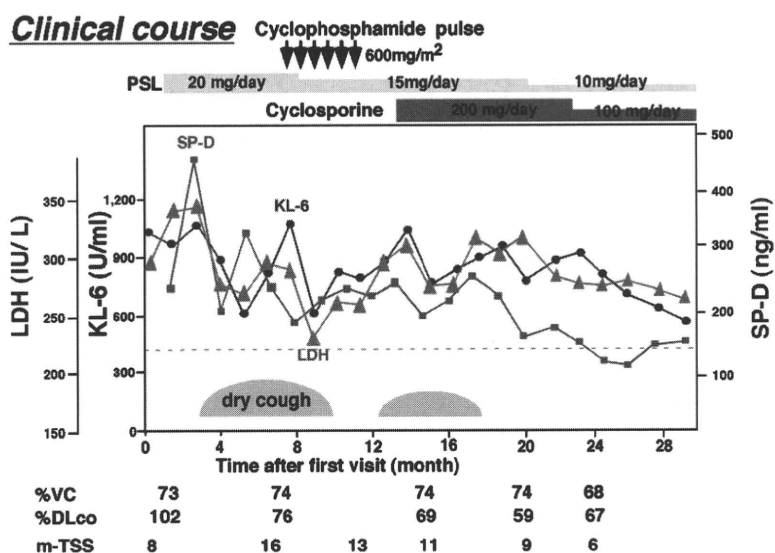 Clinical course
Cyclophosphamide pulse
600mg/m2
PSL 20 mg/day 15mg/day 10mg/day
Cyclosporine 200 mg/day 100 mg/day
SP-D
KL-6
LDH
dry cough
LDH (IU/ L)
350
300
250
200
150
KL-6 (U/ml)
1,200
900
600
300
0
SP-D (ng/ml)
500
400
300
200
100
0 4 8 12 16 20 24 28
Time after first visit (month)
%VC 73 74 74 74 68
%DLco 102 76 69 59 67
m-TSS 8 16 13 11 9 6